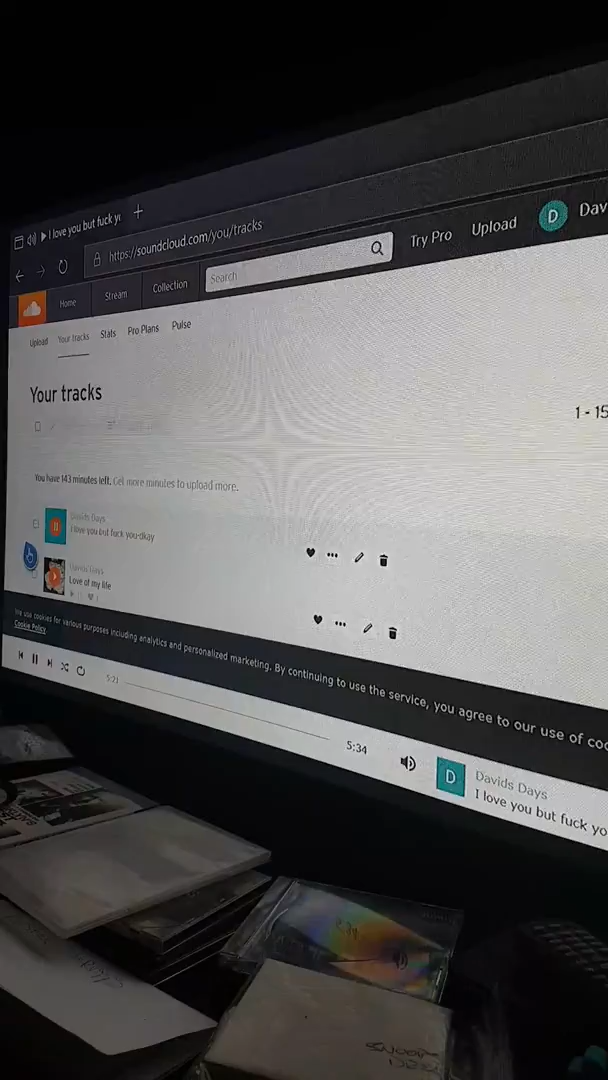 I love you but fuck yo
https://soundcloud.com/you/tracks
Home
Stream
Collection
Search
Try Pro
Upload
D
Dav
Upload
Your tracks
Stats
Pro Plans
Pulse
Your tracks
1 - 15
You have 143 minutes left. Get more minutes to upload more.
Davids Days
I love you but fuck you-dkay
Davids Days
Love of my life
We use cookies for various purposes including analytics and personalized marketing. By continuing to use the service, you agree to our use of coo
Cookie Policy
5:21
5:34
D
Davids Days
I love you but fuck yo